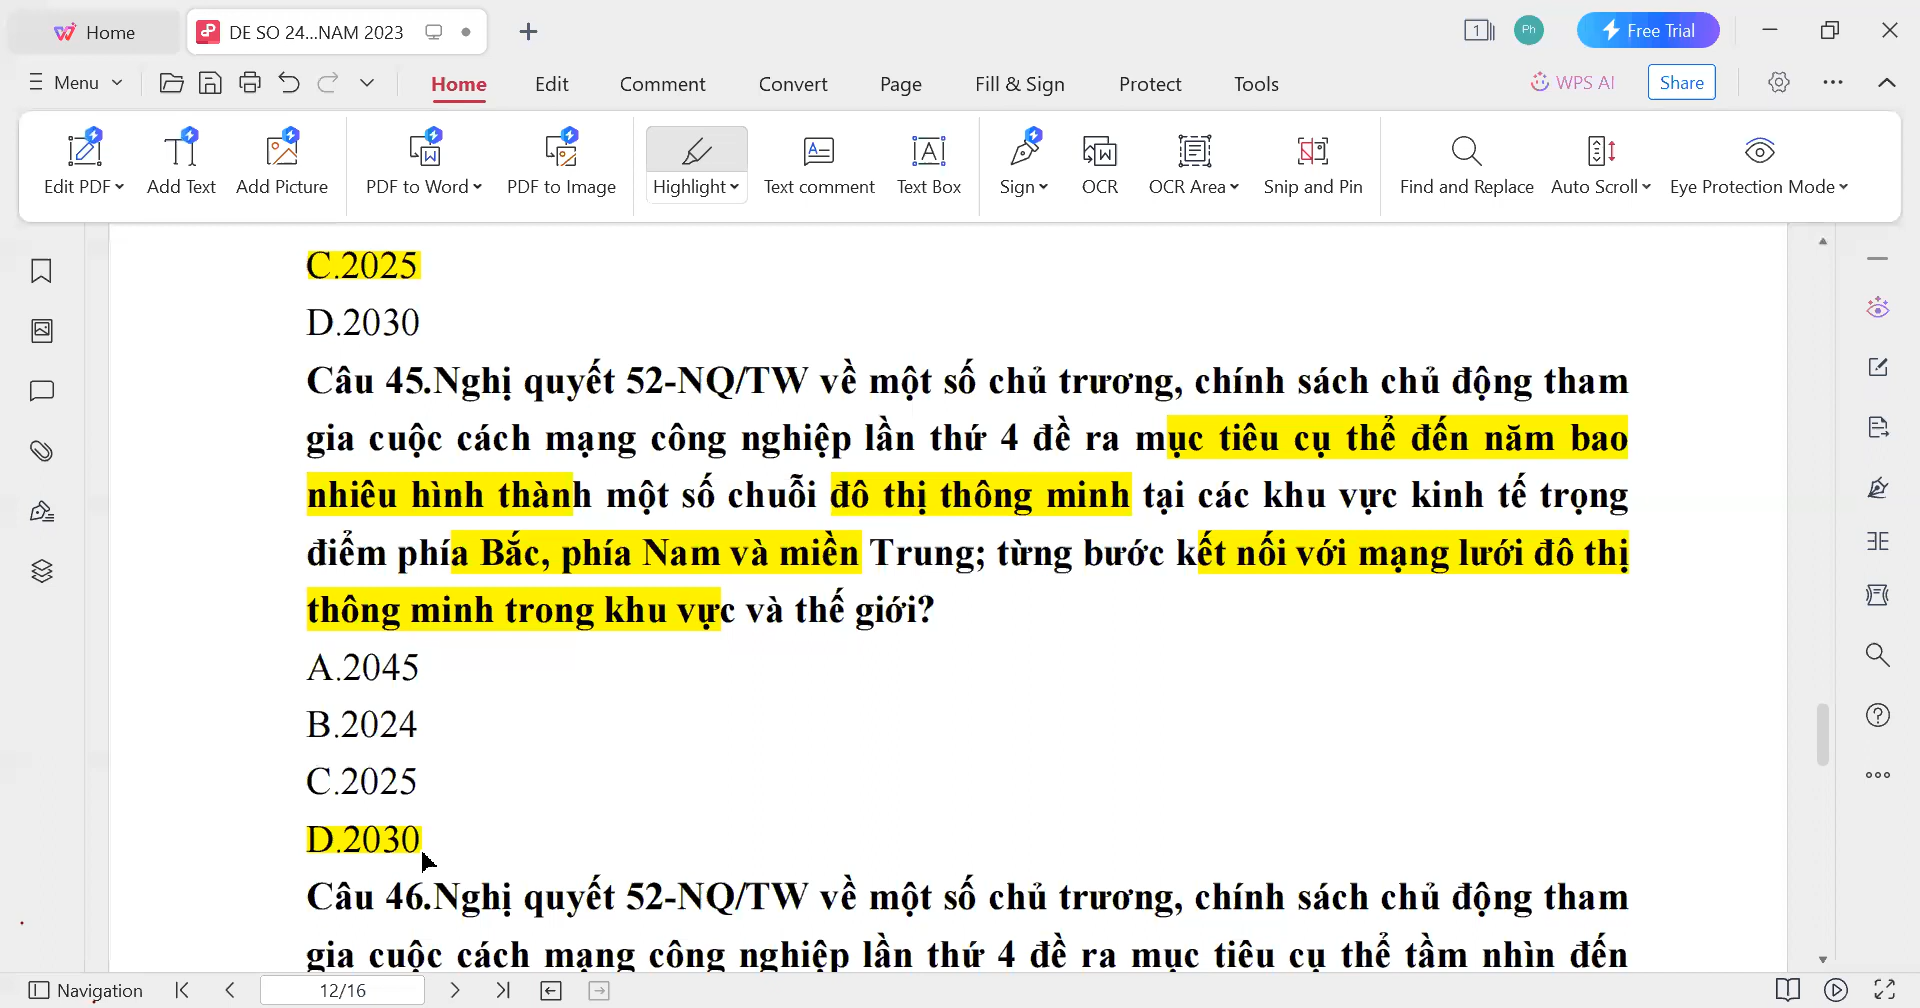 Home
DE SO 24...NAM 2023
1
Ph
Free Trial
Menu
Home
Edit
Comment
Convert
Page
Fill & Sign
Protect
Tools
WPS AI
Share
Edit PDF
Add Text
Add Picture
PDF to Word
PDF to Image
Highlight
Text comment
Text Box
Sign
OCR
OCR Area
Snip and Pin
Find and Replace
Auto Scroll
Eye Protection Mode
C.2025
D.2030
Câu 45.Nghị quyết 52-NQ/TW về một số chủ trương, chính sách chủ động tham
gia cuộc cách mạng công nghiệp lần thứ 4 đề ra mục tiêu cụ thể đến năm bao
nhiêu hình thành một số chuỗi đô thị thông minh tại các khu vực kinh tế trọng
điểm phía Bắc, phía Nam và miền Trung; từng bước kết nối với mạng lưới đô thị
thông minh trong khu vực và thế giới?
A.2045
B.2024
C.2025
D.2030
Câu 46.Nghị quyết 52-NQ/TW về một số chủ trương, chính sách chủ động tham
gia cuộc cách mạng công nghiệp lần thứ 4 đề ra mục tiêu cụ thể tầm nhìn đến
Navigation
12/16